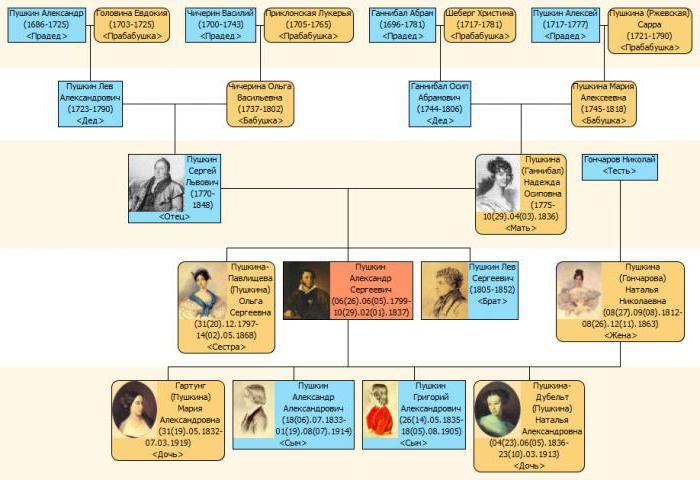 Пушкин Александр
(1686-1725)
<Прадед>
Головина Евдокия
(1703-1725)
<Прабабушка>
Чичерин Василий
(1700-1743)
<Прадед>
Приклонская Лукерья
(1705-1765)
<Прабабушка>
Ганнибал Абрам
(1696-1781)
<Прадед>
Шеберг Христина
(1717-1781)
<Прабабушка>
Пушкин Алексей
(1717-1777)
<Прадед>
Пушкина (Ржевская)
Сарра
(1721-1790)
<Прабабушка>
Пушкин Лев
Александрович
(1723-1790)
<Дед>
Чичерина Ольга
Васильевна
(1737-1802)
<Бабушка>
Ганнибал Осип
Абрамович
(1744-1806)
<Дед>
Пушкина Мария
Алексеевна
(1745-1818)
<Бабушка>
Пушкин
Сергей
Львович
(1770-
1848)
<Отец>
Пушкина
(Ганнибал)
Надежда
Осиповна
(1775-
10(29).04(03).1836)
<Мать>
Гончаров Николай
<Тесть>
Пушкина-
Павлищева
(Пушкина)
Ольга
Сергеевна
(31(20).12.1797-
14(02).05.1868)
<Сестра>
Пушкин
Александр
Сергеевич
(06(26).06(05).1799-
10(29).02(01).1837)
Пушкин Лев
Сергеевич
(1805-1852)
<Брат>
Пушкина
(Гончарова)
Наталья
Николаевна
(08(27).09(08).1812-
08(26).12(11).1863)
<Жена>
Гартунг
(Пушкина)
Мария
Александровна
(31(19).05.1832-
07.03.1919)
<Дочь>
Пушкин
Александр
Александрович
(18(06).07.1833-
01(19).08(07).1914)
<Сын>
Пушкин
Григорий
Александрович
(26(14).05.1835-
18(05).08.1905)
<Сын>
Пушкина-
Дубельт
(Пушкина)
Наталья
Александровна
(04(23).06(05).1836-
23(10).03.1913)
<Дочь>